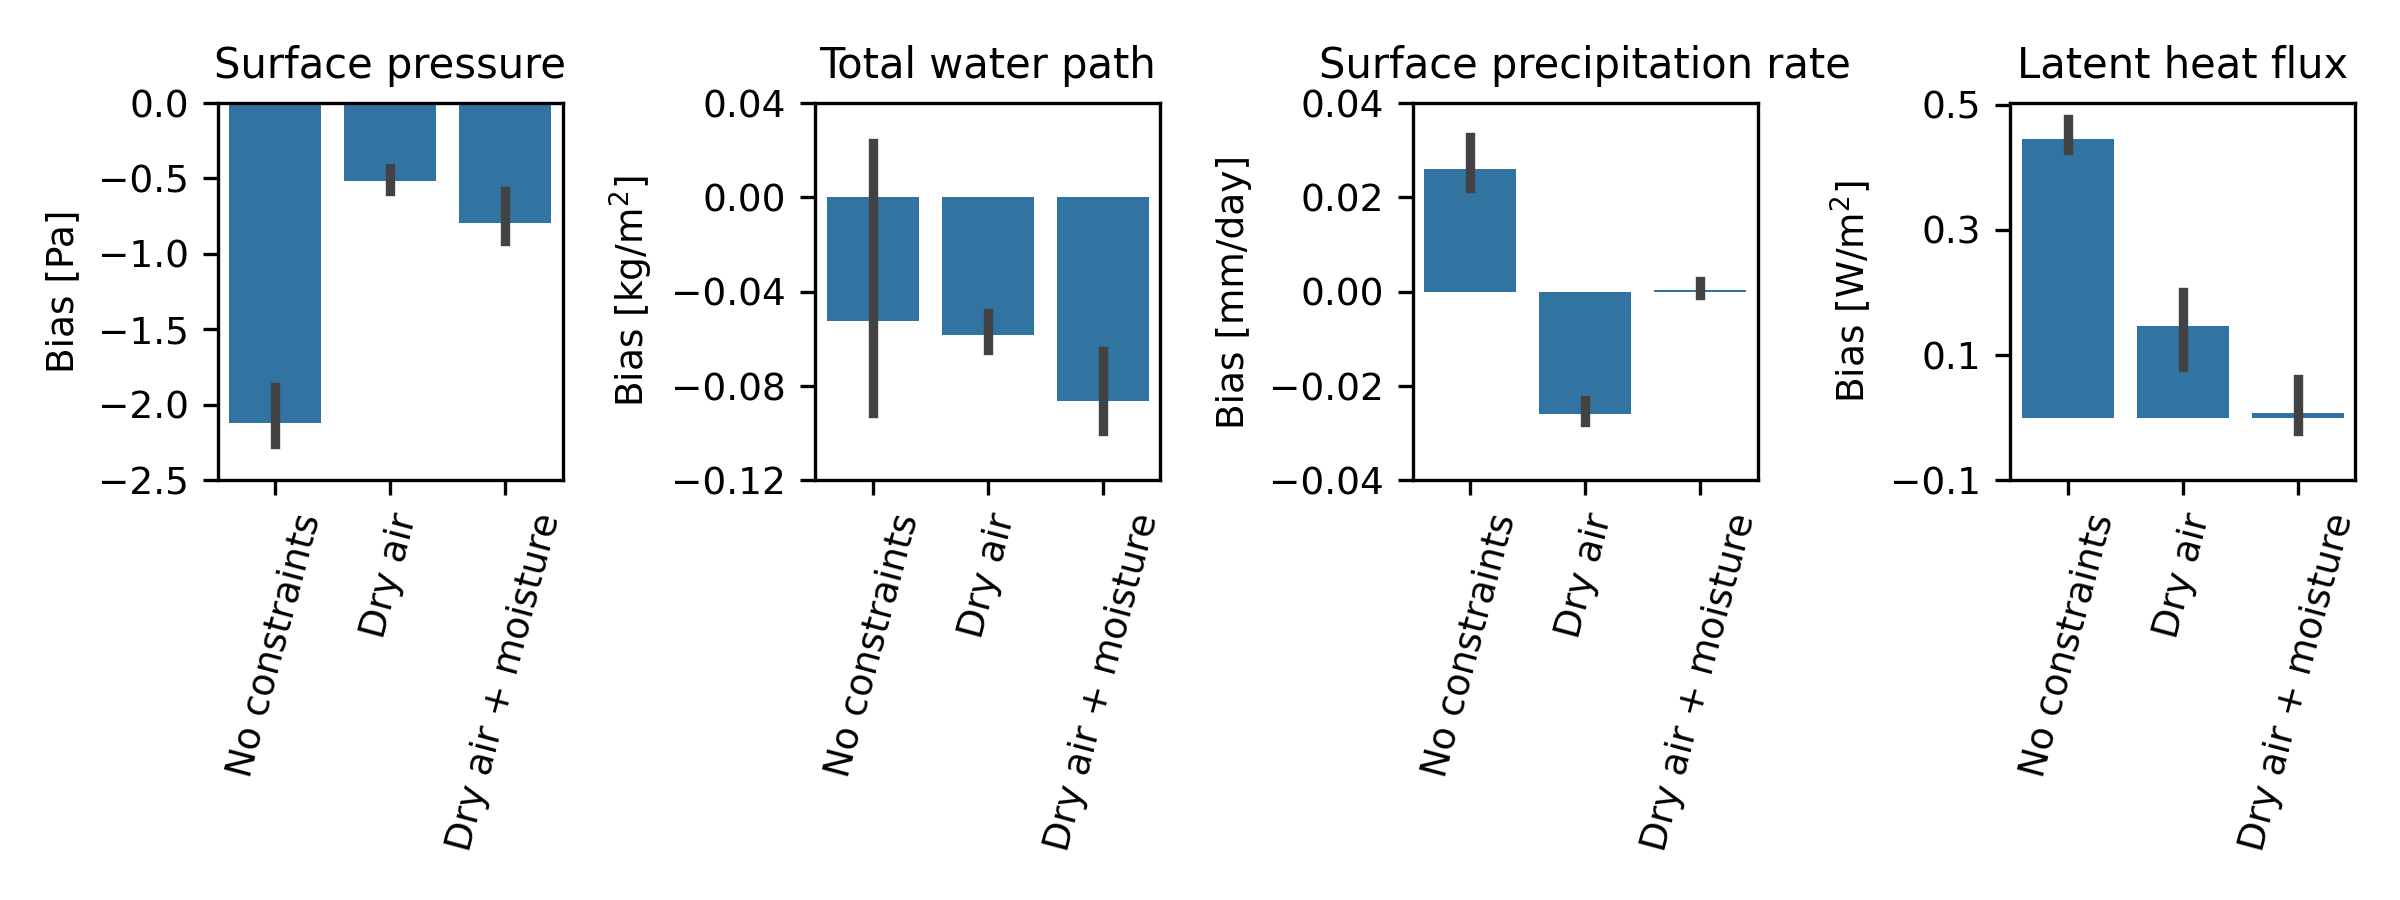 Surface pressure
Bias [Pa]
0.0
−0.5
−1.0
−1.5
−2.0
−2.5
No constraints
Dry air
Dry air + moisture
Total water path
Bias [kg/m²]
0.04
0.00
−0.04
−0.08
−0.12
No constraints
Dry air
Dry air + moisture
Surface precipitation rate
Bias [mm/day]
0.04
0.02
0.00
−0.02
−0.04
No constraints
Dry air
Dry air + moisture
Latent heat flux
Bias [W/m²]
0.5
0.3
0.1
−0.1
No constraints
Dry air
Dry air + moisture